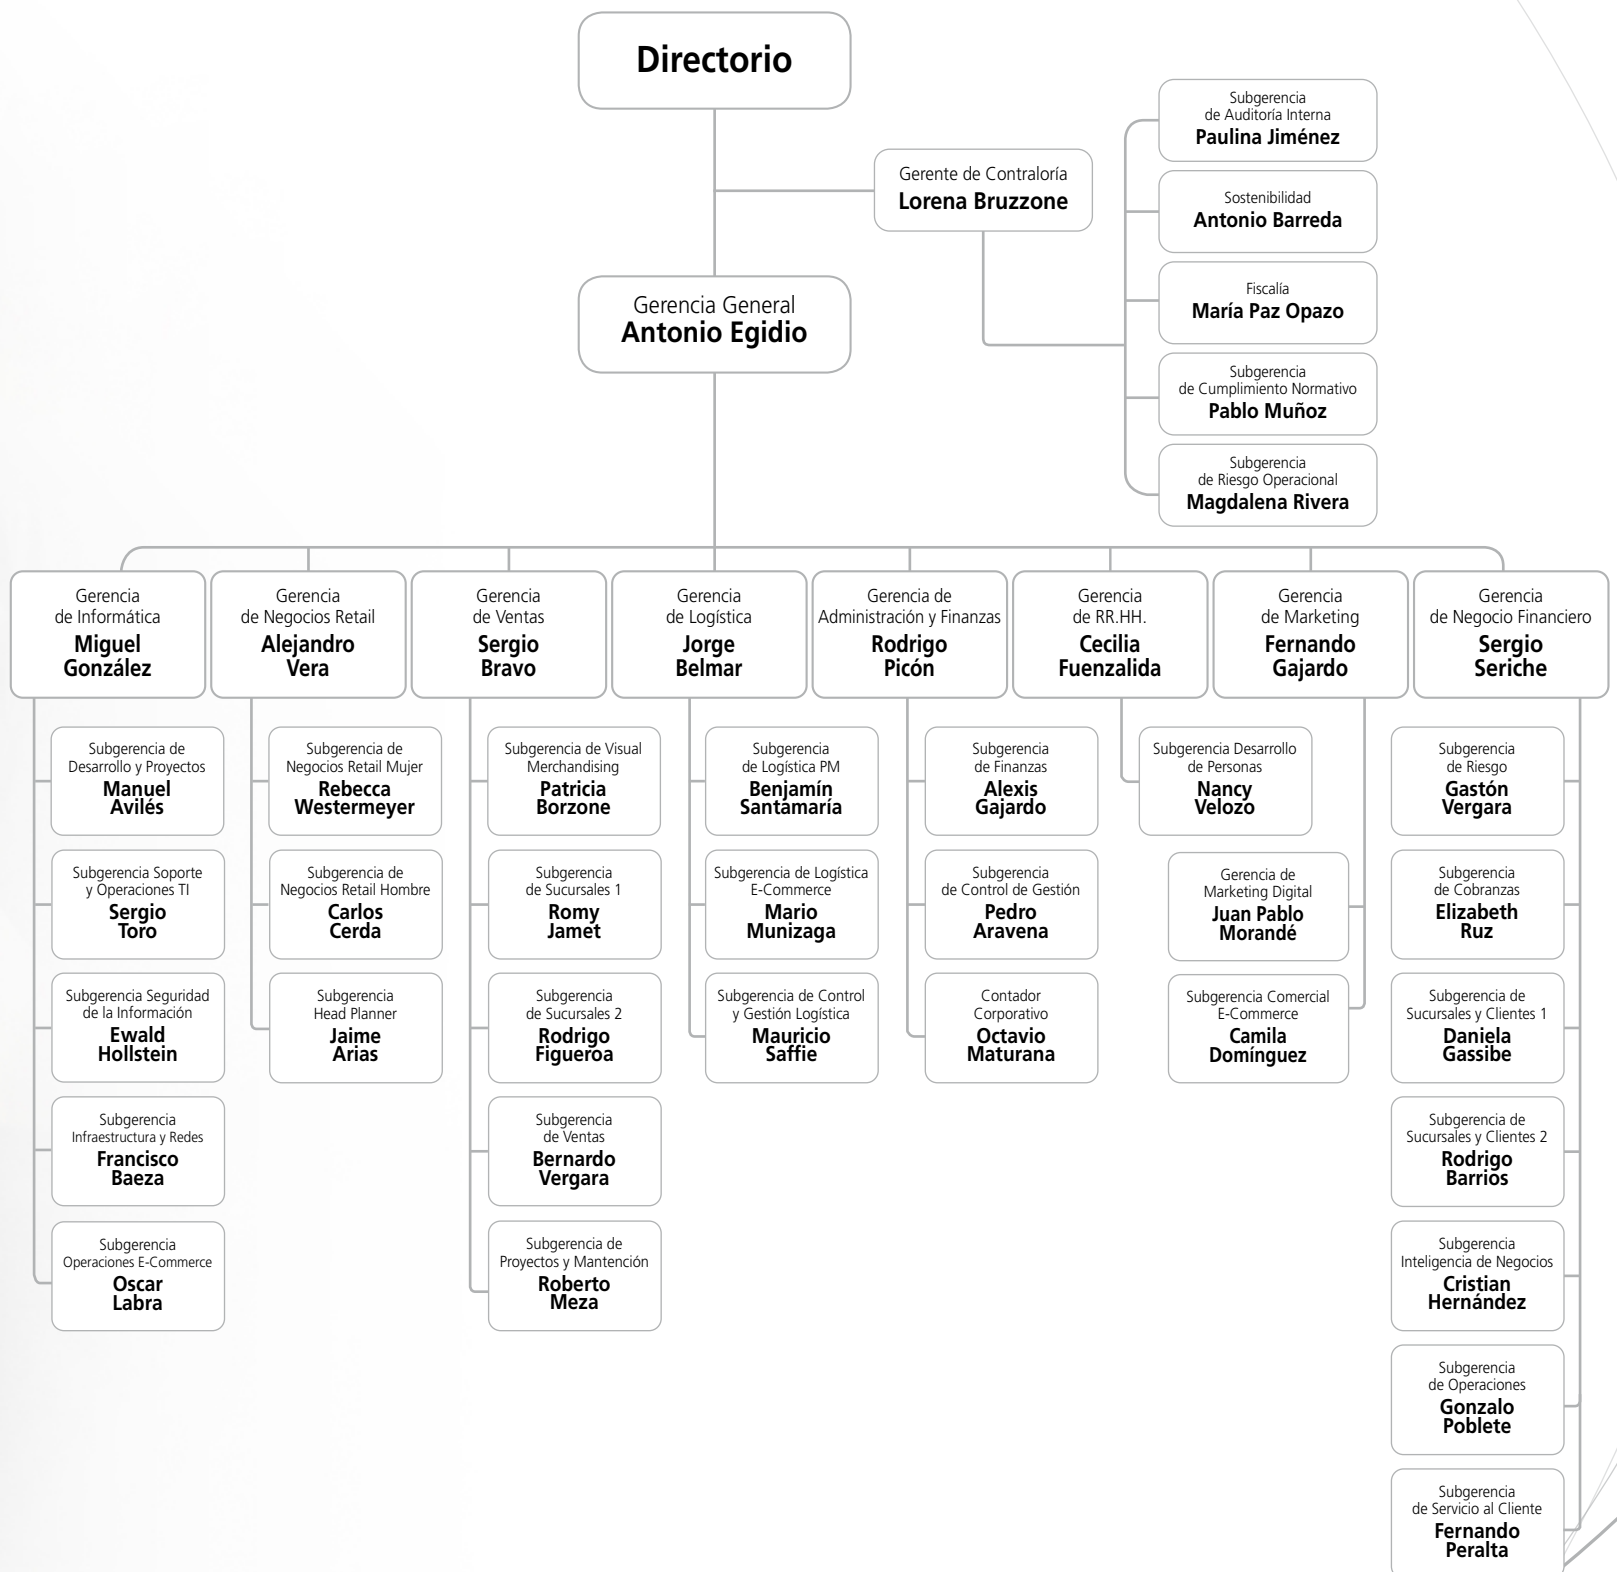 Directorio
Gerente de Contraloría
Lorena Bruzzone
Subgerencia
de Auditoría Interna
Paulina Jiménez
Sostenibilidad
Antonio Barreda
Fiscalía
María Paz Opazo
Subgerencia
de Cumplimiento Normativo
Pablo Muñoz
Subgerencia
de Riesgo Operacional
Magdalena Rivera
Gerencia General
Antonio Egidio
Gerencia
de Informática
Miguel
González
Subgerencia de
Desarrollo y Proyectos
Manuel
Avilés
Subgerencia Soporte
y Operaciones TI
Sergio
Toro
Subgerencia Seguridad
de la Información
Ewald
Hollstein
Subgerencia
Infraestructura y Redes
Francisco
Baeza
Subgerencia
Operaciones E-Commerce
Oscar
Labra
Gerencia
de Negocios Retail
Alejandro
Vera
Subgerencia de
Negocios Retail Mujer
Rebecca
Westermeyer
Subgerencia de
Negocios Retail Hombre
Carlos
Cerda
Subgerencia
Head Planner
Jaime
Arias
Gerencia
de Ventas
Sergio
Bravo
Subgerencia de Visual
Merchandising
Patricia
Borzone
Subgerencia
de Sucursales 1
Romy
Jamet
Subgerencia
de Sucursales 2
Rodrigo
Figueroa
Subgerencia
de Ventas
Bernardo
Vergara
Subgerencia de
Proyectos y Mantención
Roberto
Meza
Gerencia
de Logística
Jorge
Belmar
Subgerencia
de Logística PM
Benjamín
Santamaría
Subgerencia de Logística
E-Commerce
Mario
Munizaga
Subgerencia de Control
y Gestión Logística
Mauricio
Saffie
Gerencia de
Administración y Finanzas
Rodrigo
Picón
Subgerencia
de Finanzas
Alexis
Gajardo
Subgerencia
de Control de Gestión
Pedro
Aravena
Contador
Corporativo
Octavio
Maturana
Gerencia
de RR.HH.
Cecilia
Fuenzalida
Subgerencia Desarrollo
de Personas
Nancy
Velozo
Gerencia
de Marketing
Fernando
Gajardo
Gerencia de
Marketing Digital
Juan Pablo
Morandé
Subgerencia Comercial
E-Commerce
Camila
Domínguez
Gerencia
de Negocio Financiero
Sergio
Seriche
Subgerencia
de Riesgo
Gastón
Vergara
Subgerencia
de Cobranzas
Elizabeth
Ruz
Subgerencia de
Sucursales y Clientes 1
Daniela
Gassibe
Subgerencia de
Sucursales y Clientes 2
Rodrigo
Barrios
Subgerencia
Inteligencia de Negocios
Cristian
Hernández
Subgerencia
de Operaciones
Gonzalo
Poblete
Subgerencia
de Servicio al Cliente
Fernando
Peralta